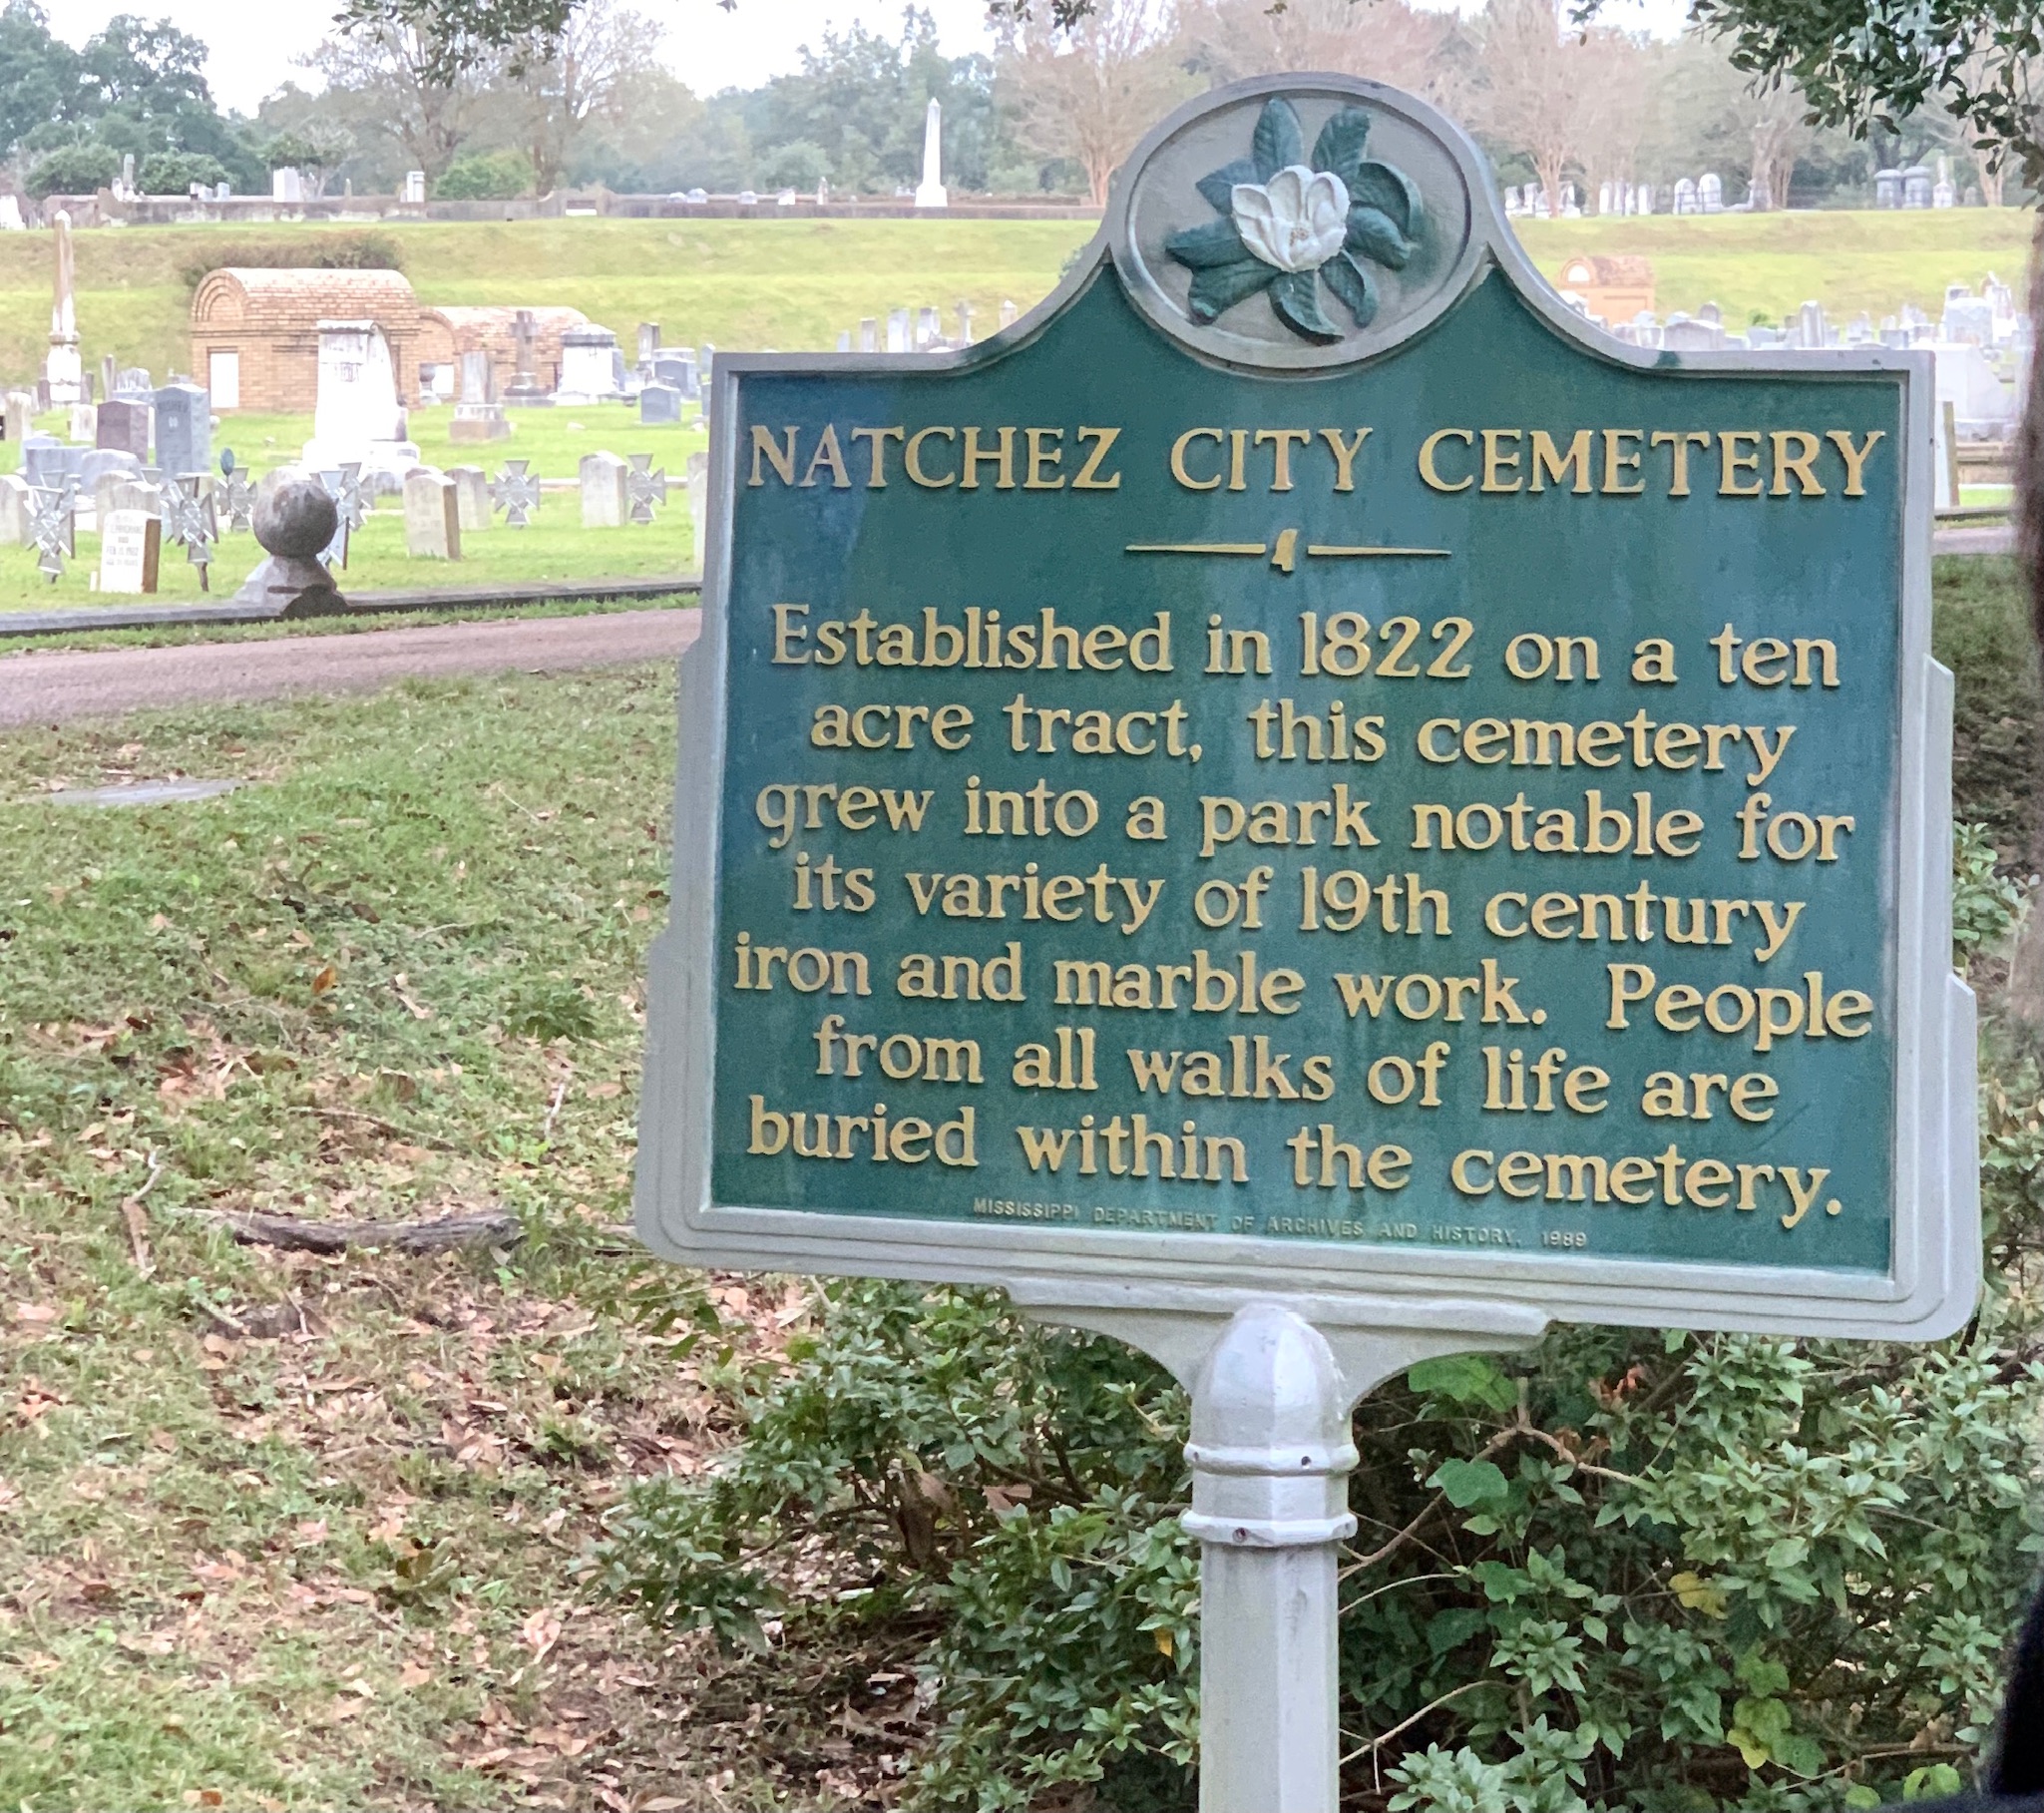 NATCHEZ CITY CEMETERY
Established in 1822 on a ten
acre tract, this cemetery
grew into a park notable for
its variety of 19th century
iron and marble work. People
from all walks of life are
buried within the cemetery.
MISSISSIPPI DEPARTMENT OF ARCHIVES AND HISTORY, 1989